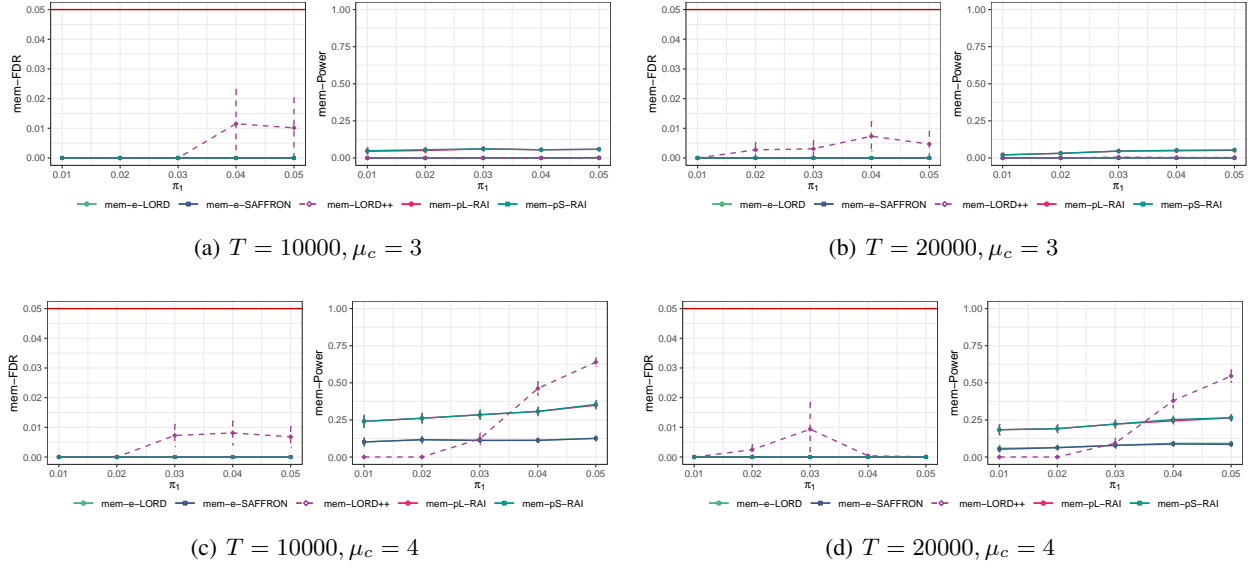 0.05
0.04
0.03
0.02
0.01
0.00
mem-FDR
0.01 0.02 0.03 0.04 0.05
π1
1.00
0.75
0.50
0.25
0.00
mem-Power
0.01 0.02 0.03 0.04 0.05
π1
mem-e-LORD mem-e-SAFFRON mem-LORD++ mem-pL-RAI mem-pS-RAI
(a) T = 10000, μc = 3
0.05
0.04
0.03
0.02
0.01
0.00
mem-FDR
0.01 0.02 0.03 0.04 0.05
π1
1.00
0.75
0.50
0.25
0.00
mem-Power
0.01 0.02 0.03 0.04 0.05
π1
mem-e-LORD mem-e-SAFFRON mem-LORD++ mem-pL-RAI mem-pS-RAI
(b) T = 20000, μc = 3
0.05
0.04
0.03
0.02
0.01
0.00
mem-FDR
0.01 0.02 0.03 0.04 0.05
π1
1.00
0.75
0.50
0.25
0.00
mem-Power
0.01 0.02 0.03 0.04 0.05
π1
mem-e-LORD mem-e-SAFFRON mem-LORD++ mem-pL-RAI mem-pS-RAI
(c) T = 10000, μc = 4
0.05
0.04
0.03
0.02
0.01
0.00
mem-FDR
0.01 0.02 0.03 0.04 0.05
π1
1.00
0.75
0.50
0.25
0.00
mem-Power
0.01 0.02 0.03 0.04 0.05
π1
mem-e-LORD mem-e-SAFFRON mem-LORD++ mem-pL-RAI mem-pS-RAI
(d) T = 20000, μc = 4